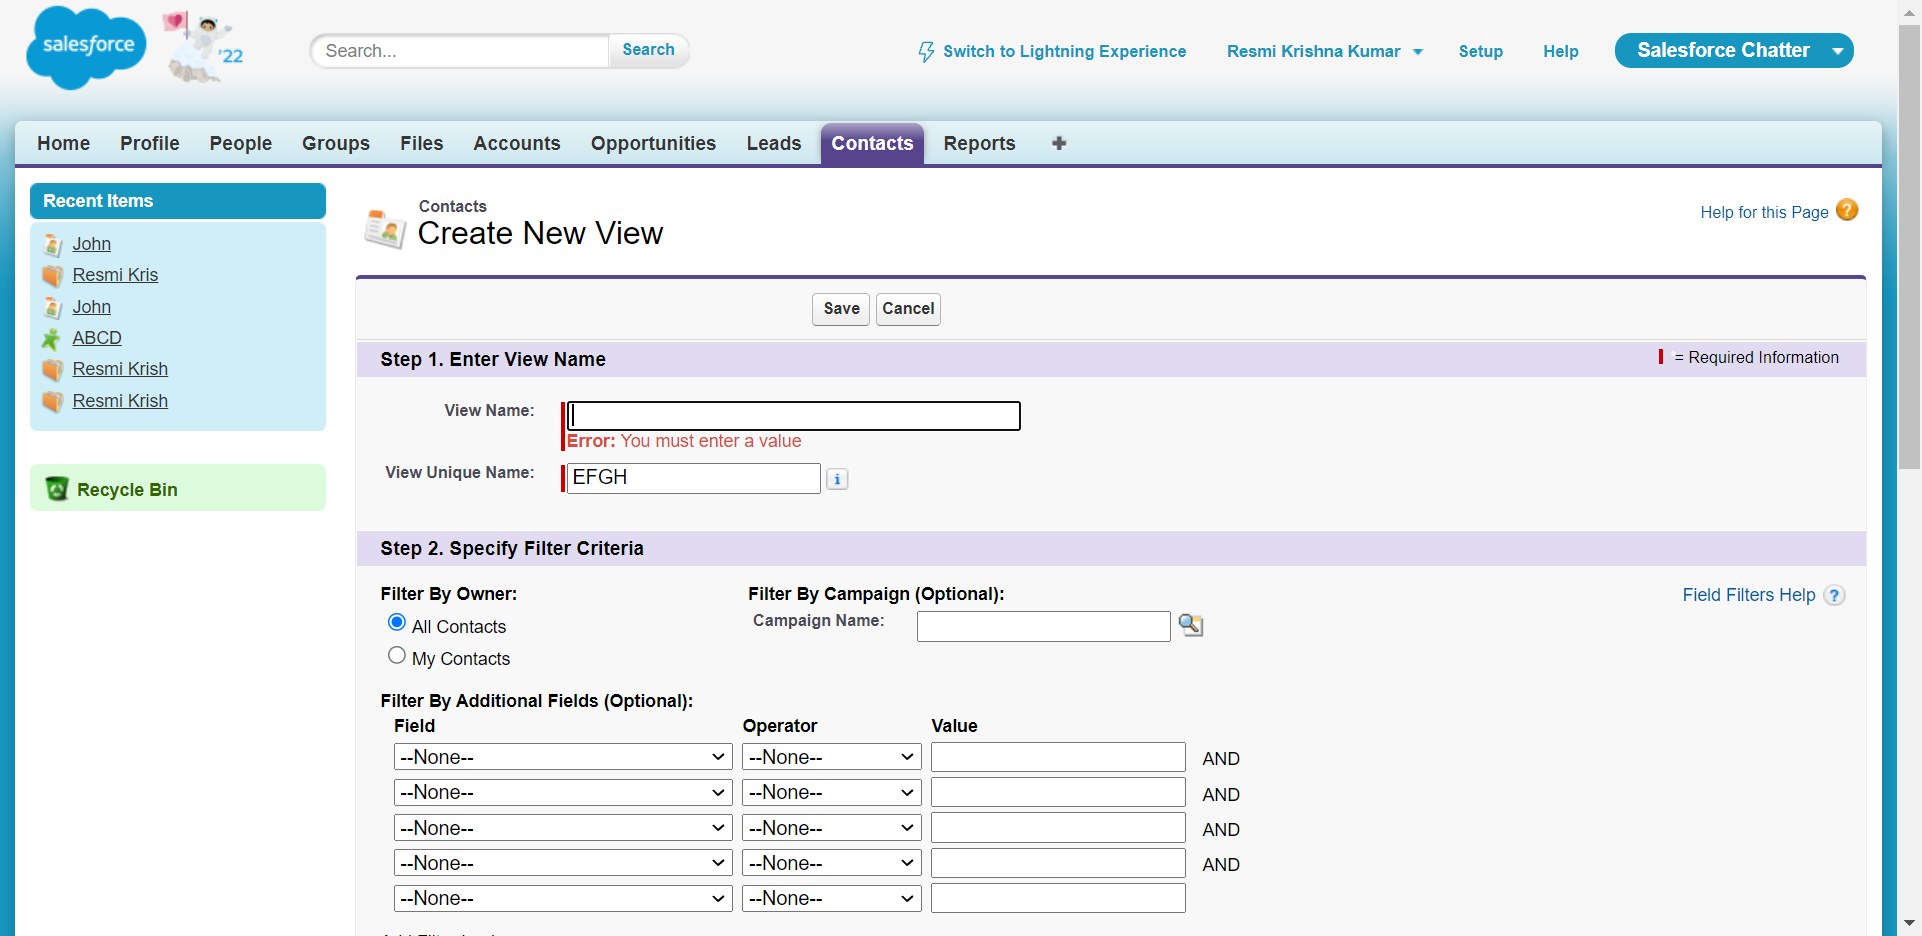 salesforce
'22
Search...
Search
Switch to Lightning Experience
Resmi Krishna Kumar
Setup
Help
Salesforce Chatter
Home
Profile
People
Groups
Files
Accounts
Opportunities
Leads
Contacts
Reports
Recent Items
John
Resmi Kris
John
ABCD
Resmi Krish
Resmi Krish
Recycle Bin
Contacts
Create New View
Help for this Page
Save
Cancel
Step 1. Enter View Name
= Required Information
View Name:
Error: You must enter a value
View Unique Name:
EFGH
Step 2. Specify Filter Criteria
Filter By Owner:
All Contacts
My Contacts
Filter By Campaign (Optional):
Campaign Name:
Field Filters Help
Filter By Additional Fields (Optional):
Field Operator Value
--None-- --None-- AND
--None-- --None-- AND
--None-- --None-- AND
--None-- --None-- AND
--None-- --None--